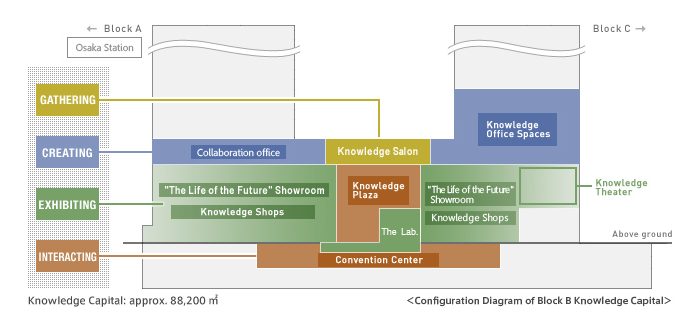 ← Block A
Block C →
Osaka Station
GATHERING
Knowledge
Office Spaces
CREATING
Collaboration office
Knowledge Salon
"The Life of the Future" Showroom
Knowledge
Plaza
"The Life of the Future"
Showroom
Knowledge
Theater
EXHIBITING
Knowledge Shops
Knowledge Shops
The Lab.
Above ground
INTERACTING
Convention Center
Knowledge Capital: approx. 88,200 ㎡
<Configuration Diagram of Block B Knowledge Capital>